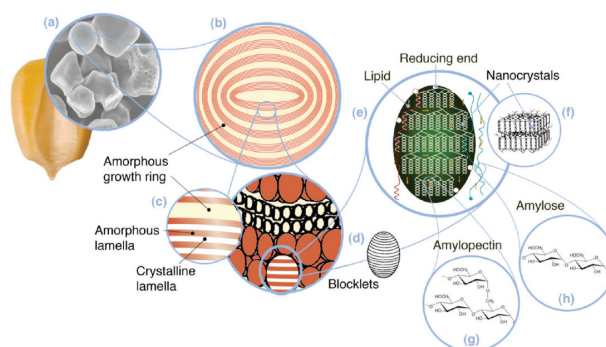 (a)
(b)
Reducing end
Lipid
Nanocrystals
(e)
(f)
Amorphous
growth ring
(c)
Amorphous
lamella
Crystalline
lamella
(d)
Blocklets
Amylopectin
Amylose
(g)
(h)